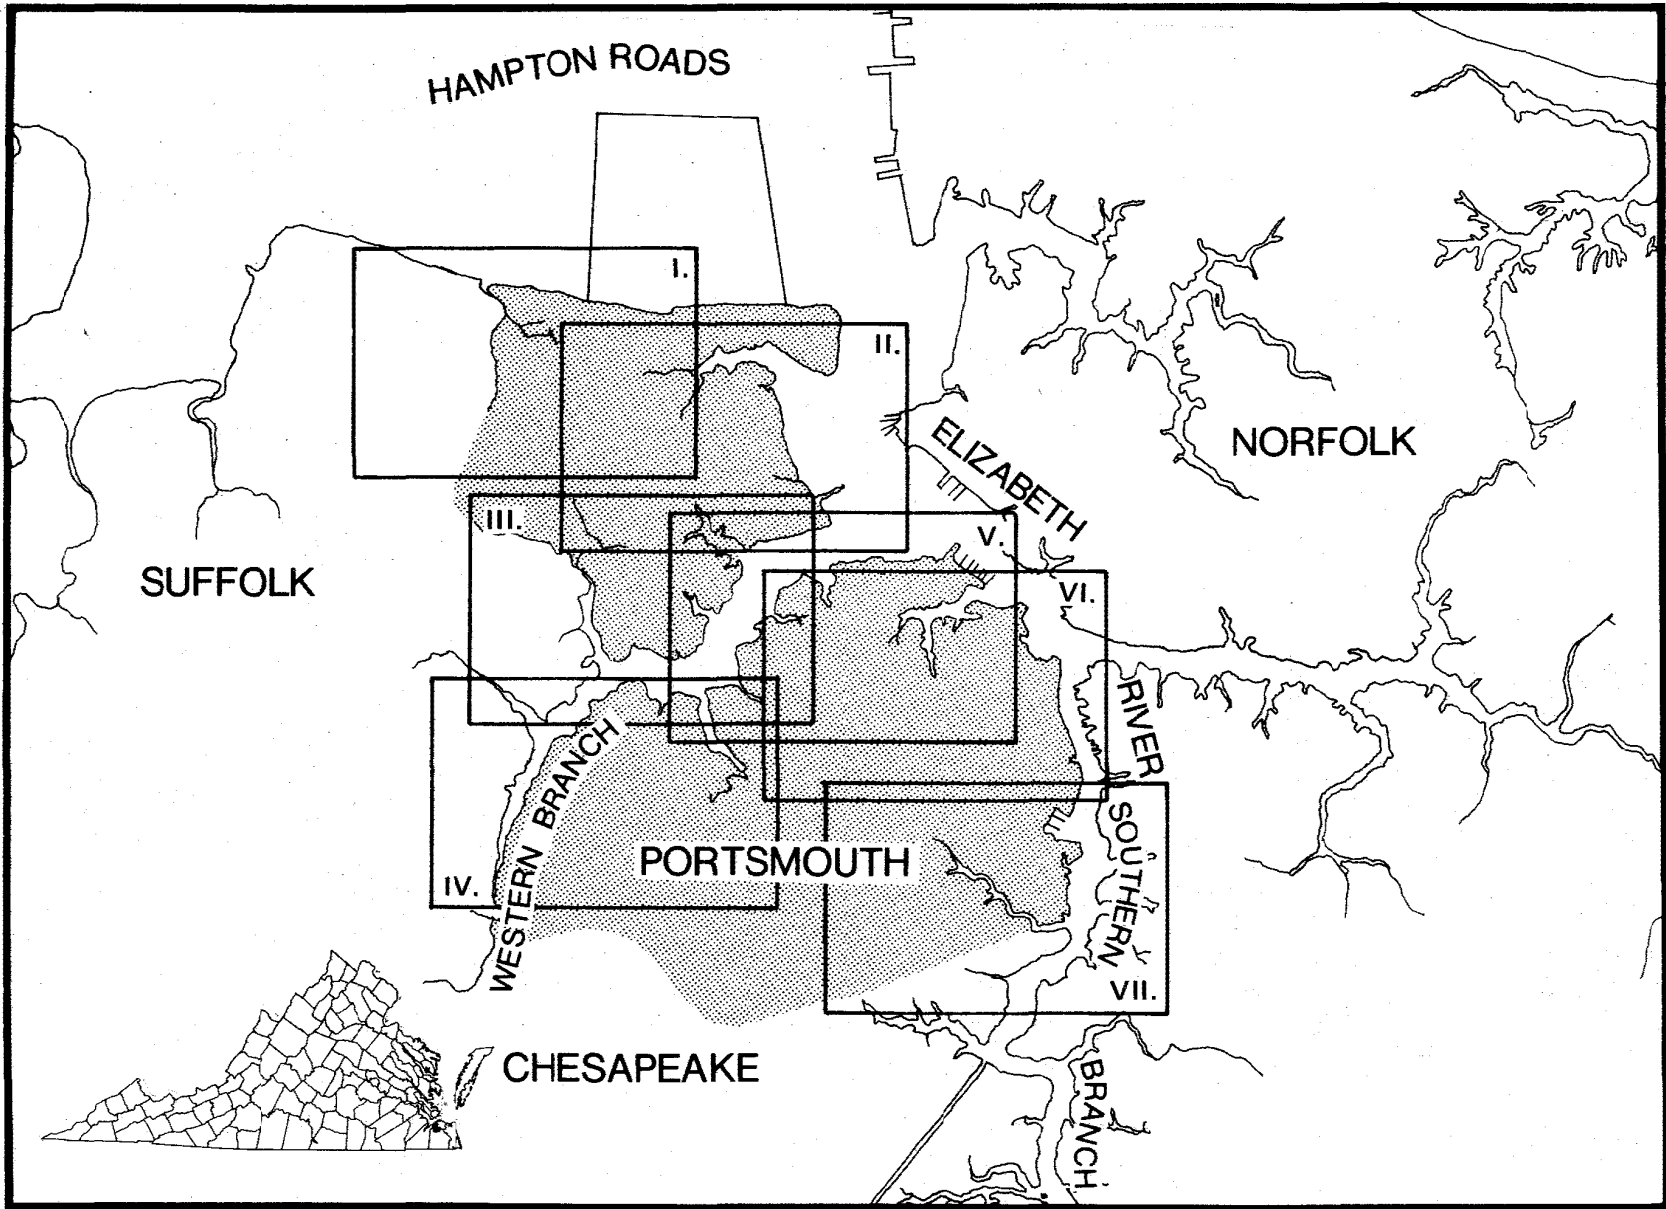 HAMPTON ROADS
I.
II.
ELIZABETH
NORFOLK
III.
V.
SUFFOLK
VI.
RIVER
WESTERN BRANCH
SOUTHERN
PORTSMOUTH
IV.
VII.
CHESAPEAKE
BRANCH